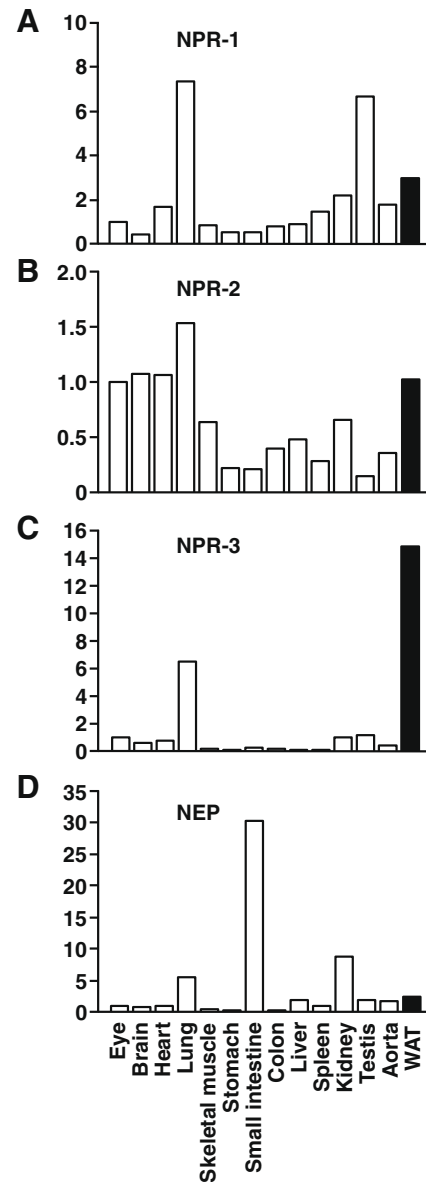 A
NPR-1
10
8
6
4
2
0
B
NPR-2
2.0
1.5
1.0
0.5
0
C
NPR-3
16
14
12
10
8
6
4
2
0
D
NEP
35
30
25
20
15
10
5
0
Eye
Brain
Heart
Lung
Skeletal muscle
Stomach
Small intestine
Colon
Liver
Spleen
Kidney
Testis
Aorta
WAT